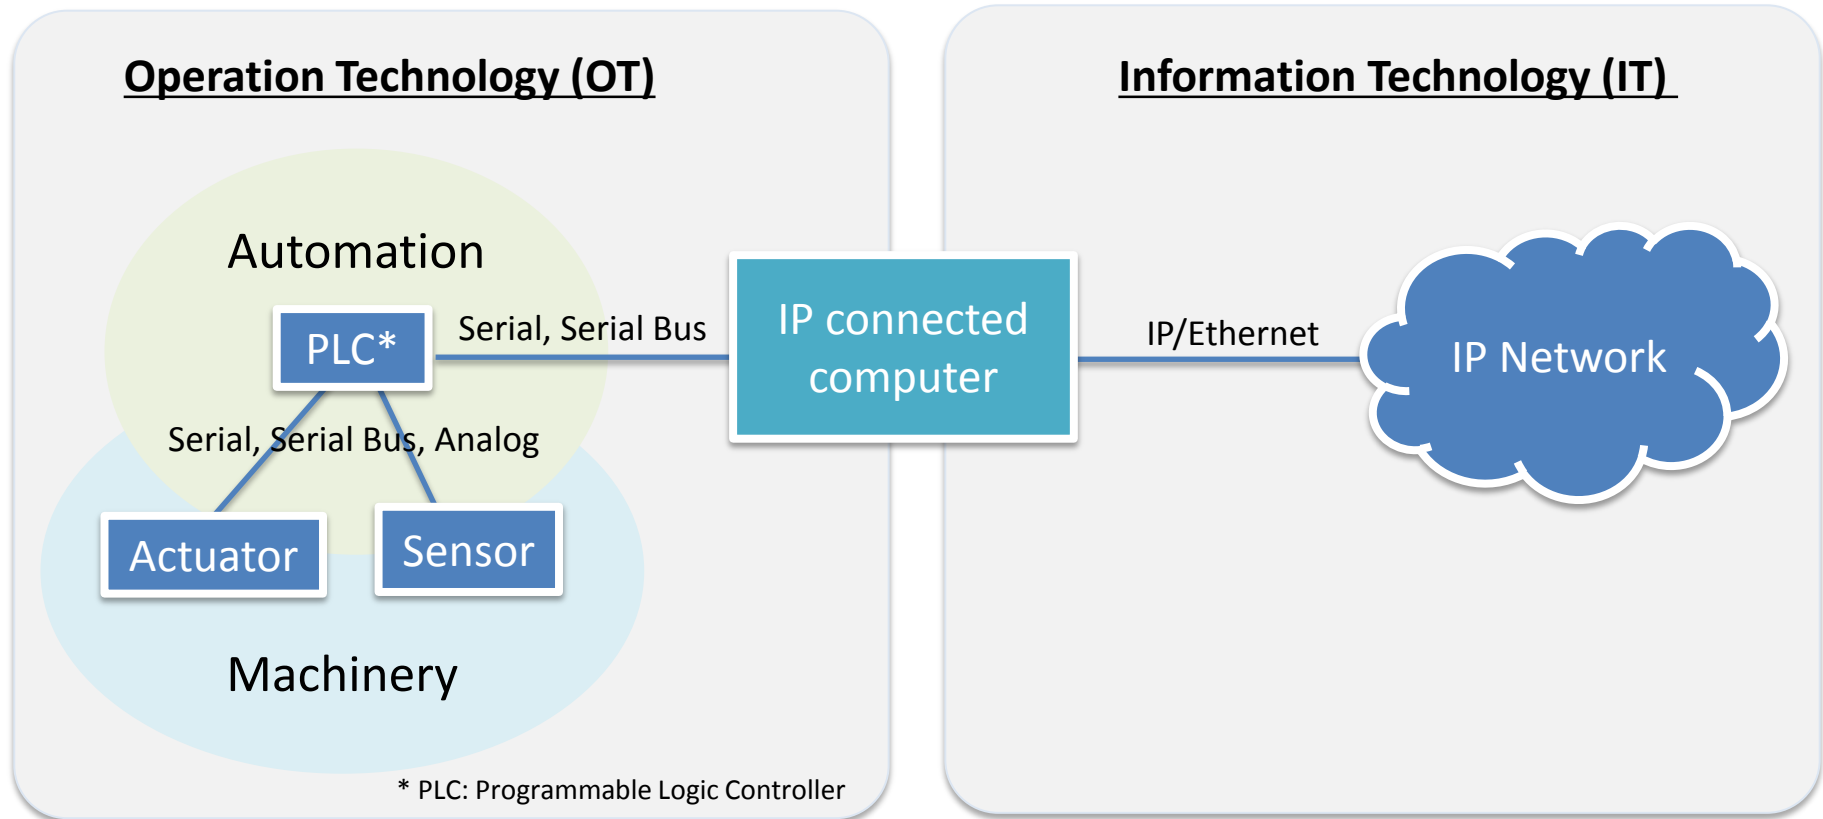 Operation Technology (OT)
Information Technology (IT)
Automation
PLC*
Serial, Serial Bus
IP connected
computer
IP/Ethernet
IP Network
Serial, Serial Bus, Analog
Actuator
Sensor
Machinery
* PLC: Programmable Logic Controller